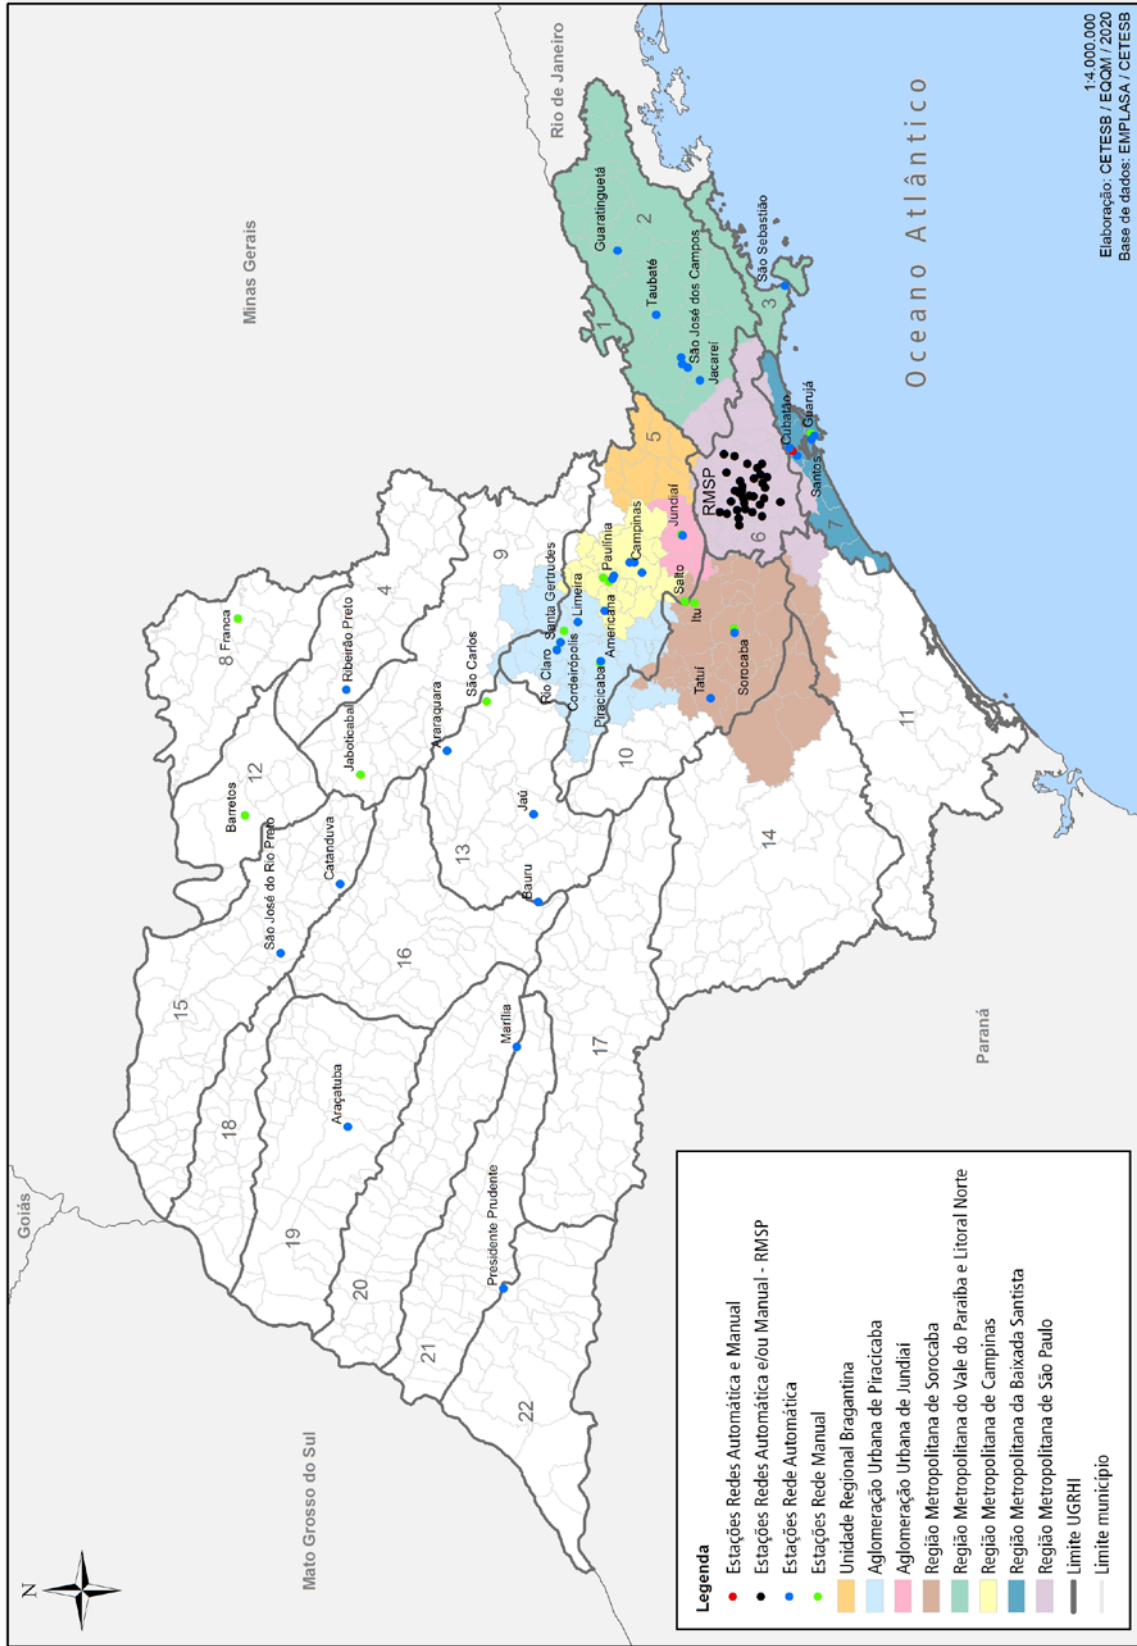 N
Goiás
Mato Grosso do Sul
Minas Gerais
Rio de Janeiro
Paraná
Oceano Atlântico
15
18
19
20
21
22
16
17
12
8
4
9
13
10
14
11
5
6
7
1
2
3
São José do Rio Preto
Catanduva
Barretos
Franca
Jaboticabal
Ribeirão Preto
Araçatuba
Araraquara
São Carlos
Presidente Prudente
Marília
Bauru
Jaú
Rio Claro
Santa Gertrudes
Cordeirópolis
Limeira
Piracicaba
Americana
Paulínia
Campinas
Jundiaí
Salto
Itu
Tatuí
Sorocaba
RMSP
Guaratinguetá
Taubaté
São José dos Campos
Jacareí
São Sebastião
Cubatão
Guarujá
Santos
Legenda
Estações Redes Automática e Manual
Estações Redes Automática e/ou Manual - RMSP
Estações Rede Automática
Estações Rede Manual
Unidade Regional Bragantina
Aglomeração Urbana de Piracicaba
Aglomeração Urbana de Jundiaí
Região Metropolitana de Sorocaba
Região Metropolitana do Vale do Paraíba e Litoral Norte
Região Metropolitana de Campinas
Região Metropolitana da Baixada Santista
Região Metropolitana de São Paulo
Limite UGRHI
Limite município
1:4.000.000
Elaboração: CETESB / EQQM / 2020
Base de dados: EMPLASA / CETESB